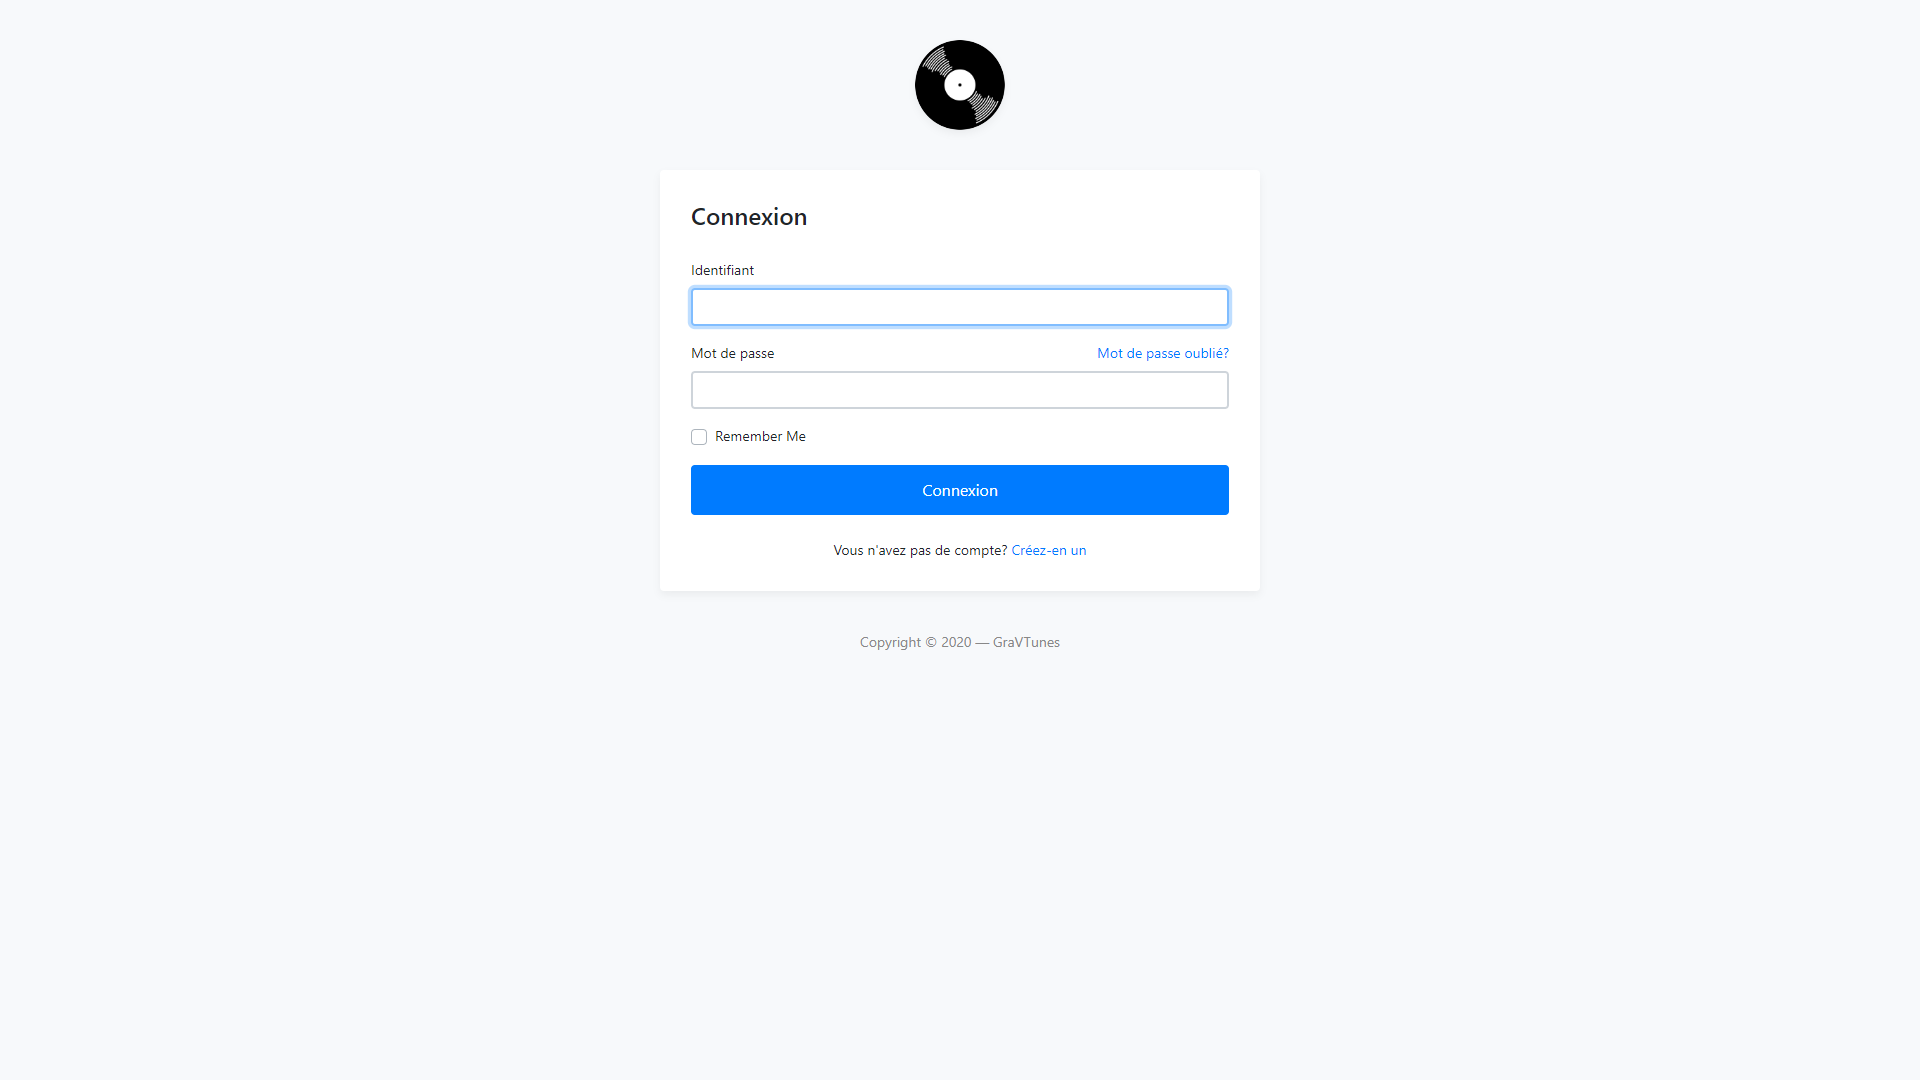 Connexion
Identifiant
Mot de passe
Mot de passe oublié?
Remember Me
Connexion
Vous n'avez pas de compte? Créez-en un
Copyright © 2020 — GraVTunes